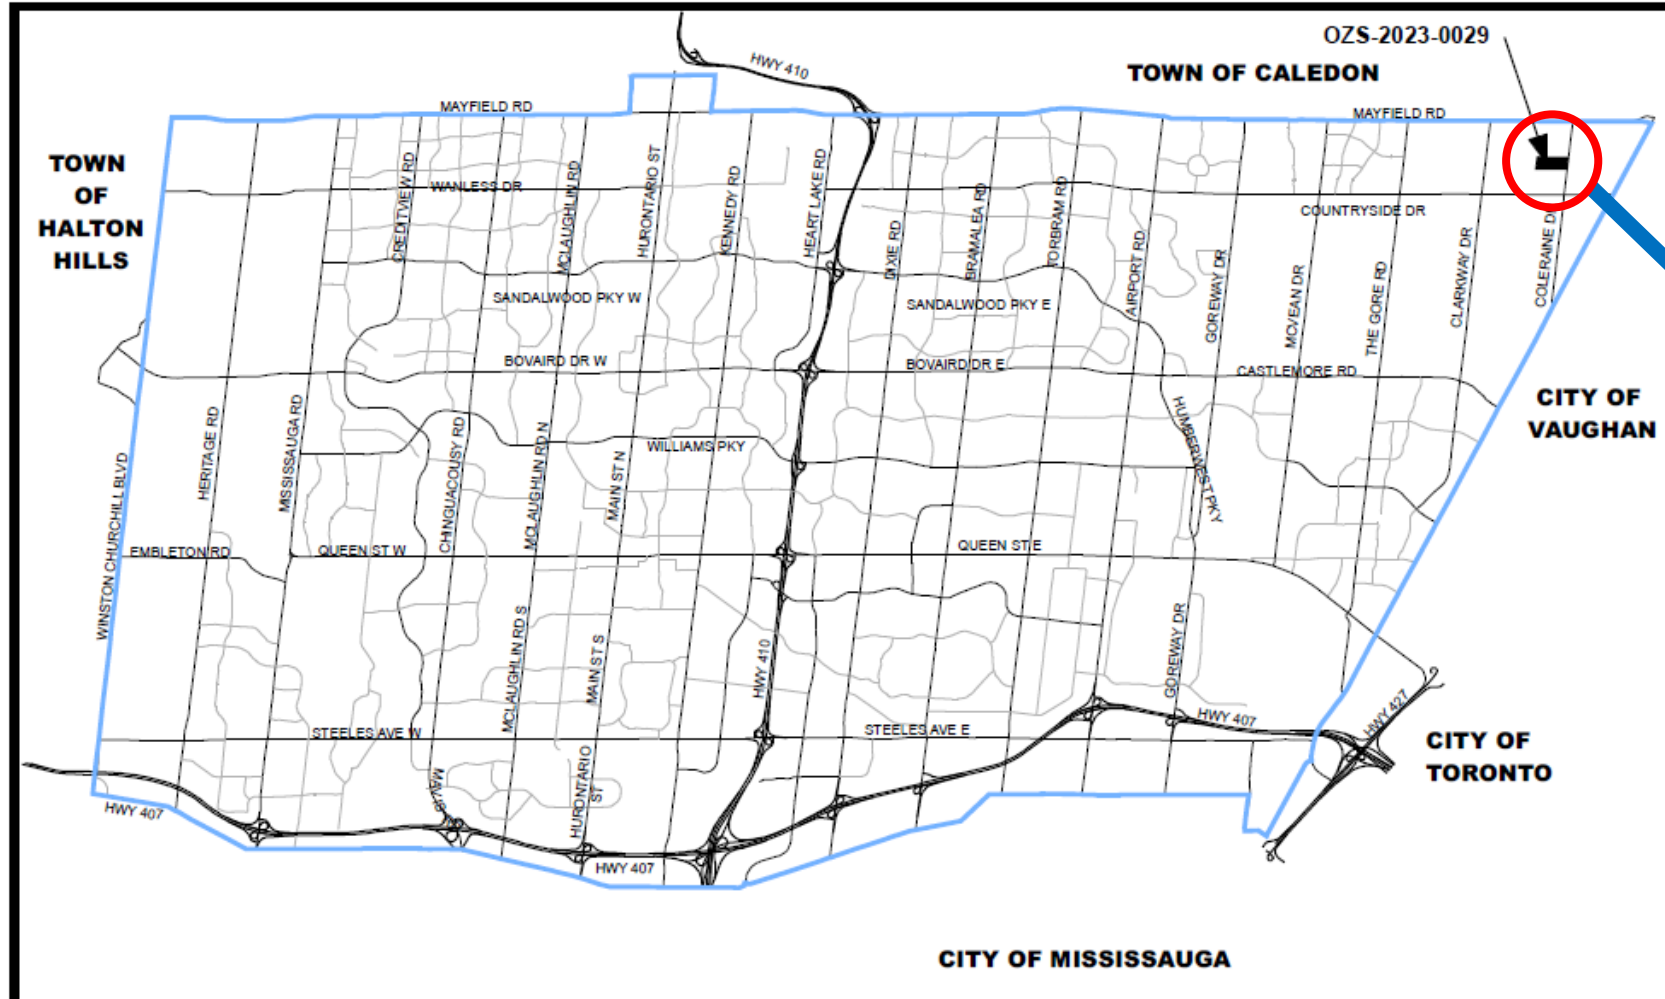 OZS-2023-0029
TOWN OF CALEDON
HWY 410
MAYFIELD RD
MAYFIELD RD
TOWN
OF
HALTON
HILLS
WANLESS DR
COUNTRYSIDE DR
CREDITVIEW RD
MCLAUGHLIN RD
HURONTARIO ST
KENNEDY RD
HEART LAKE RD
DIXIE RD
BRAMALEA RD
TORBRAM RD
AIRPORT RD
GOREWAY DR
MCVEAN DR
THE GORE RD
CLARKWAY DR
COLERAINE D
SANDALWOOD PKY W
SANDALWOOD PKY E
BOVAIRD DR W
BOVAIRD DR E
CASTLEMORE RD
CITY OF
VAUGHAN
HERITAGE RD
MISSISSAUGA RD
CHINGUACOUSY RD
MCLAUGHLIN RD N
MAIN ST N
WILLIAMS PKY
HUMBERWEST PKY
WINSTON CHURCHILL BLVD
EMBLETON RD
QUEEN ST W
QUEEN ST E
MCLAUGHLIN RD S
MAIN ST S
HWY 410
GOREWAY DR
STEELES AVE W
STEELES AVE E
HWY 407
HWY 427
CITY OF
TORONTO
HURONTARIO
ST
MAVIS
HWY 407
HWY 407
CITY OF MISSISSAUGA